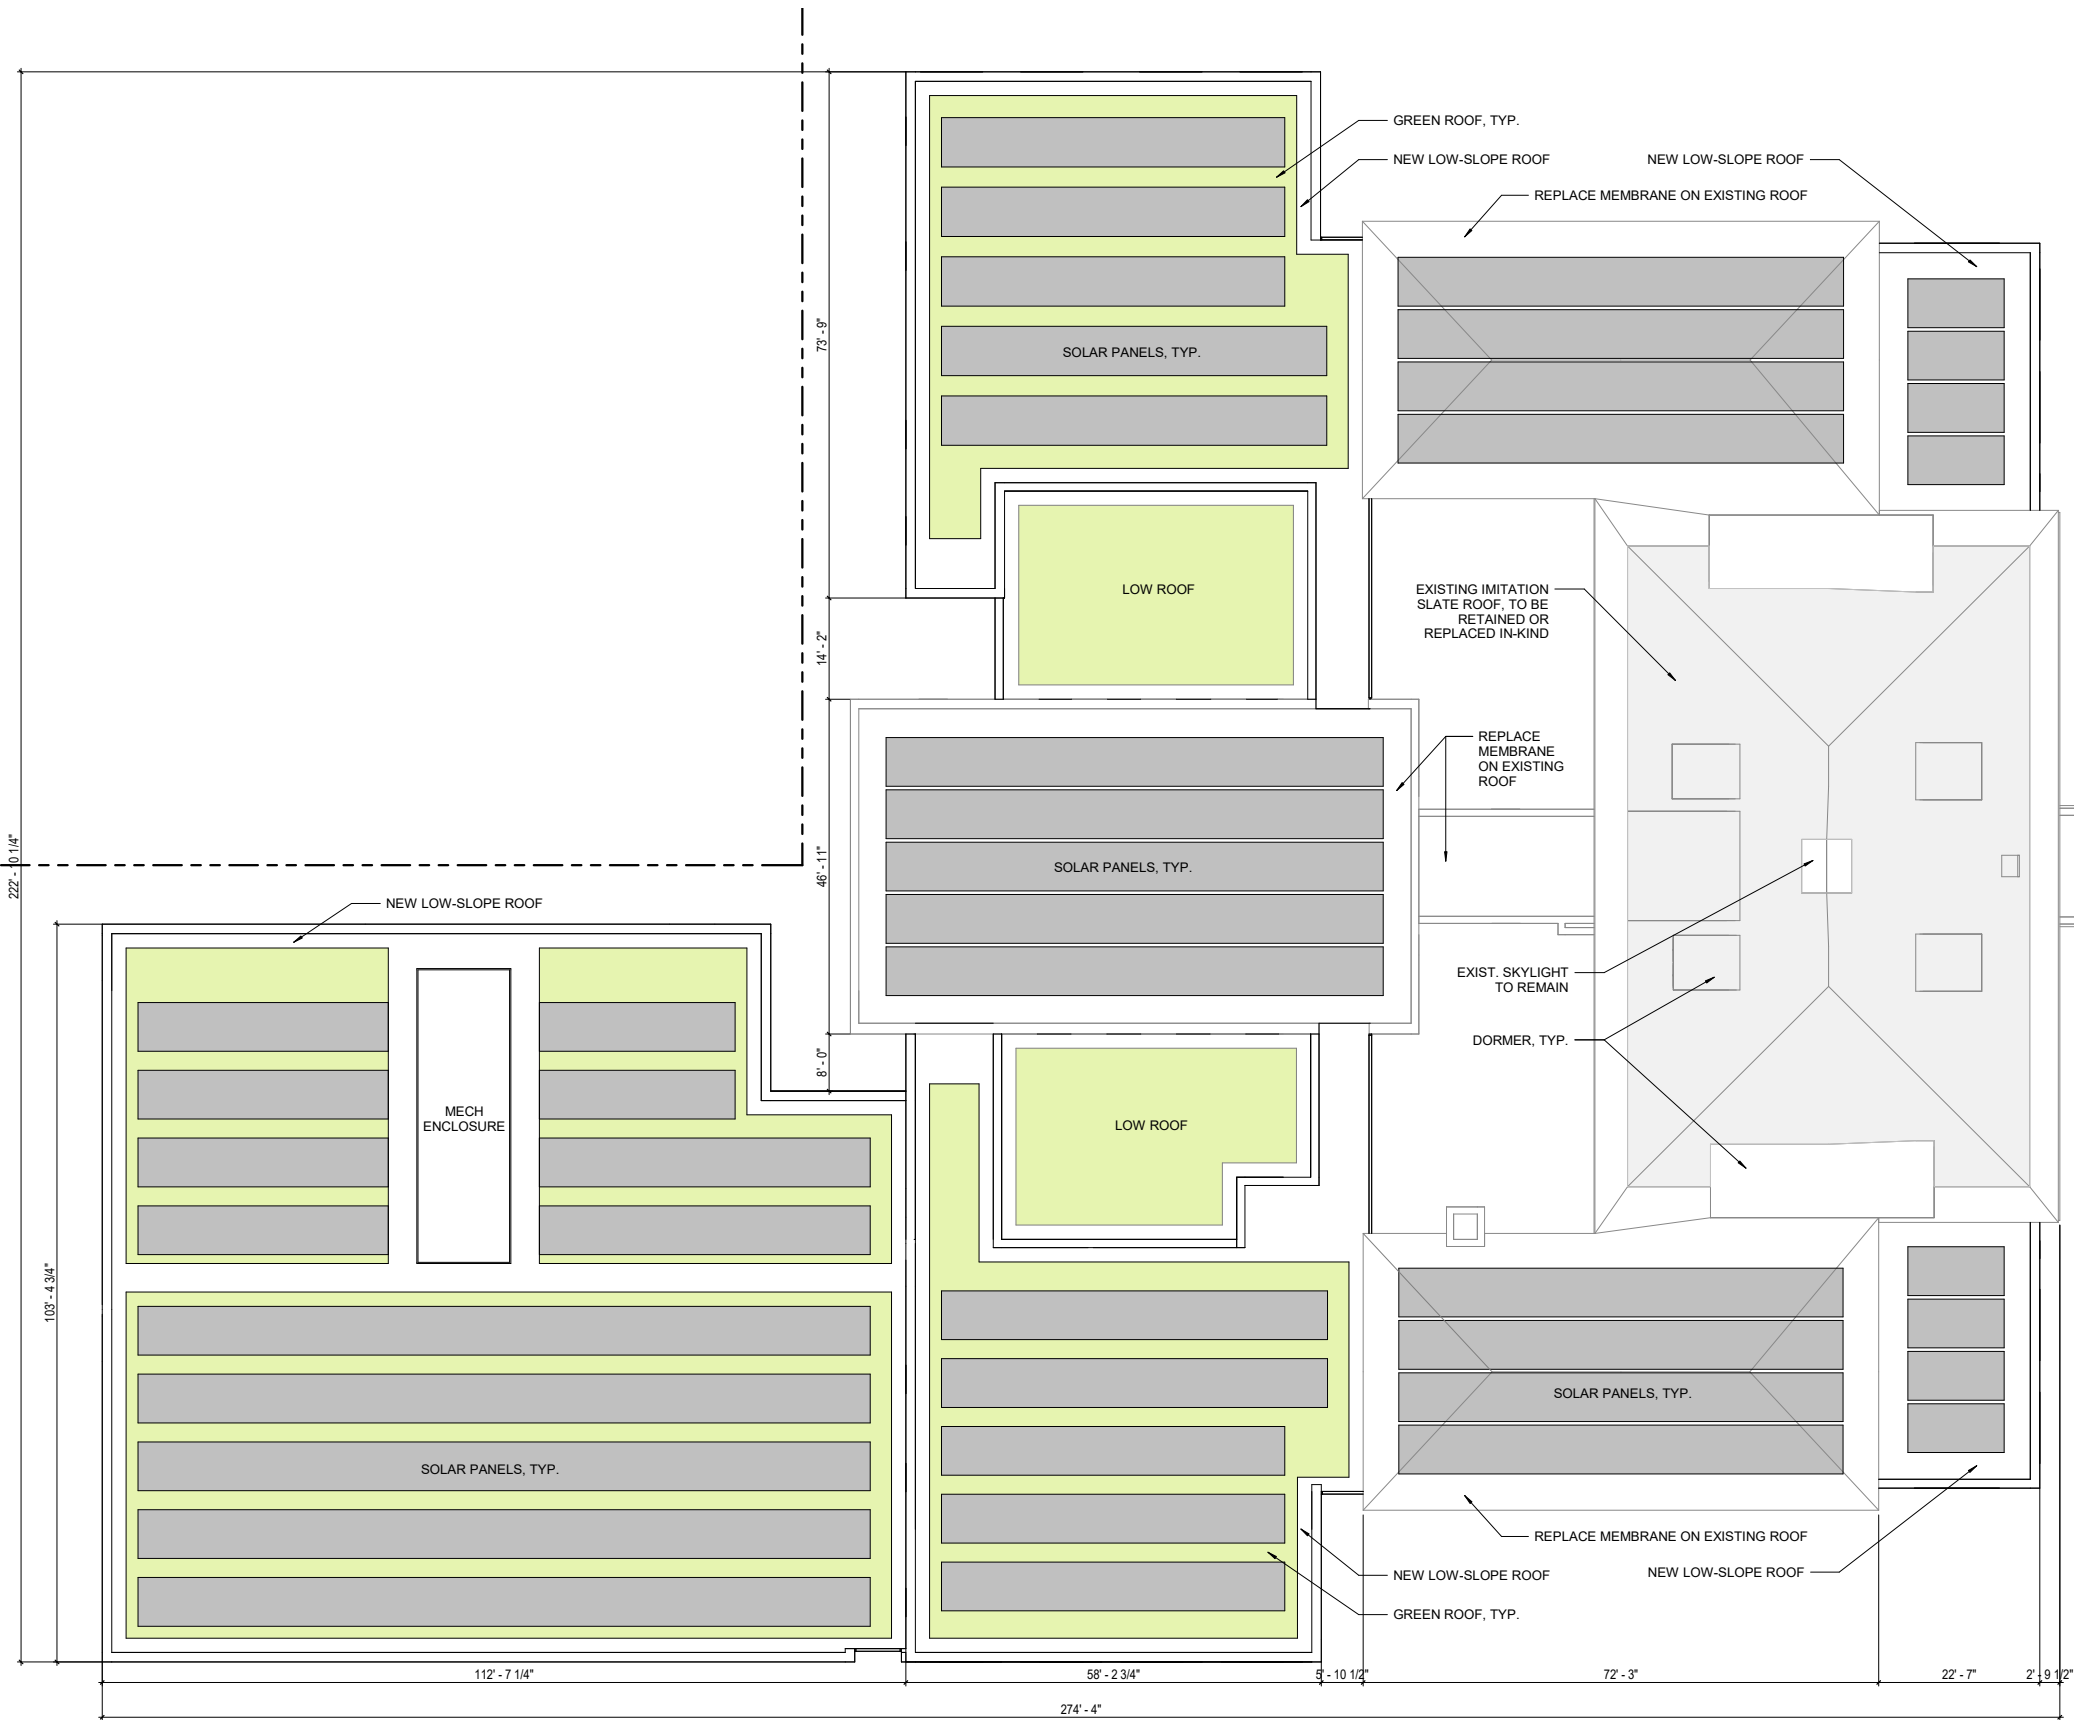 GREEN ROOF, TYP.
NEW LOW-SLOPE ROOF
NEW LOW-SLOPE ROOF
REPLACE MEMBRANE ON EXISTING ROOF
73' - 9"
SOLAR PANELS, TYP.
LOW ROOF
EXISTING IMITATION
SLATE ROOF, TO BE
RETAINED OR
REPLACED IN-KIND
14' - 2"
REPLACE
MEMBRANE
ON EXISTING
ROOF
222' - 10 1/4"
46' - 11"
SOLAR PANELS, TYP.
NEW LOW-SLOPE ROOF
EXIST. SKYLIGHT
TO REMAIN
DORMER, TYP.
8' - 0"
MECH
ENCLOSURE
LOW ROOF
103' - 4 3/4"
SOLAR PANELS, TYP.
SOLAR PANELS, TYP.
REPLACE MEMBRANE ON EXISTING ROOF
NEW LOW-SLOPE ROOF
NEW LOW-SLOPE ROOF
GREEN ROOF, TYP.
112' - 7 1/4"
58' - 2 3/4"
5' - 10 1/2"
72' - 3"
22' - 7"
2' - 9 1/2"
274' - 4"